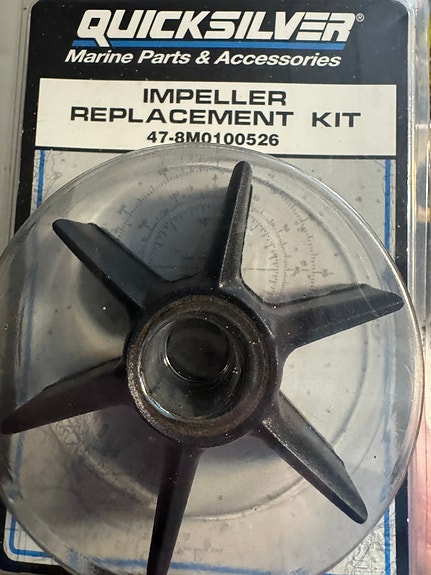 QUICKSILVER®
Marine Parts & Accessories
IMPELLER
REPLACEMENT KIT
47-8M0100526